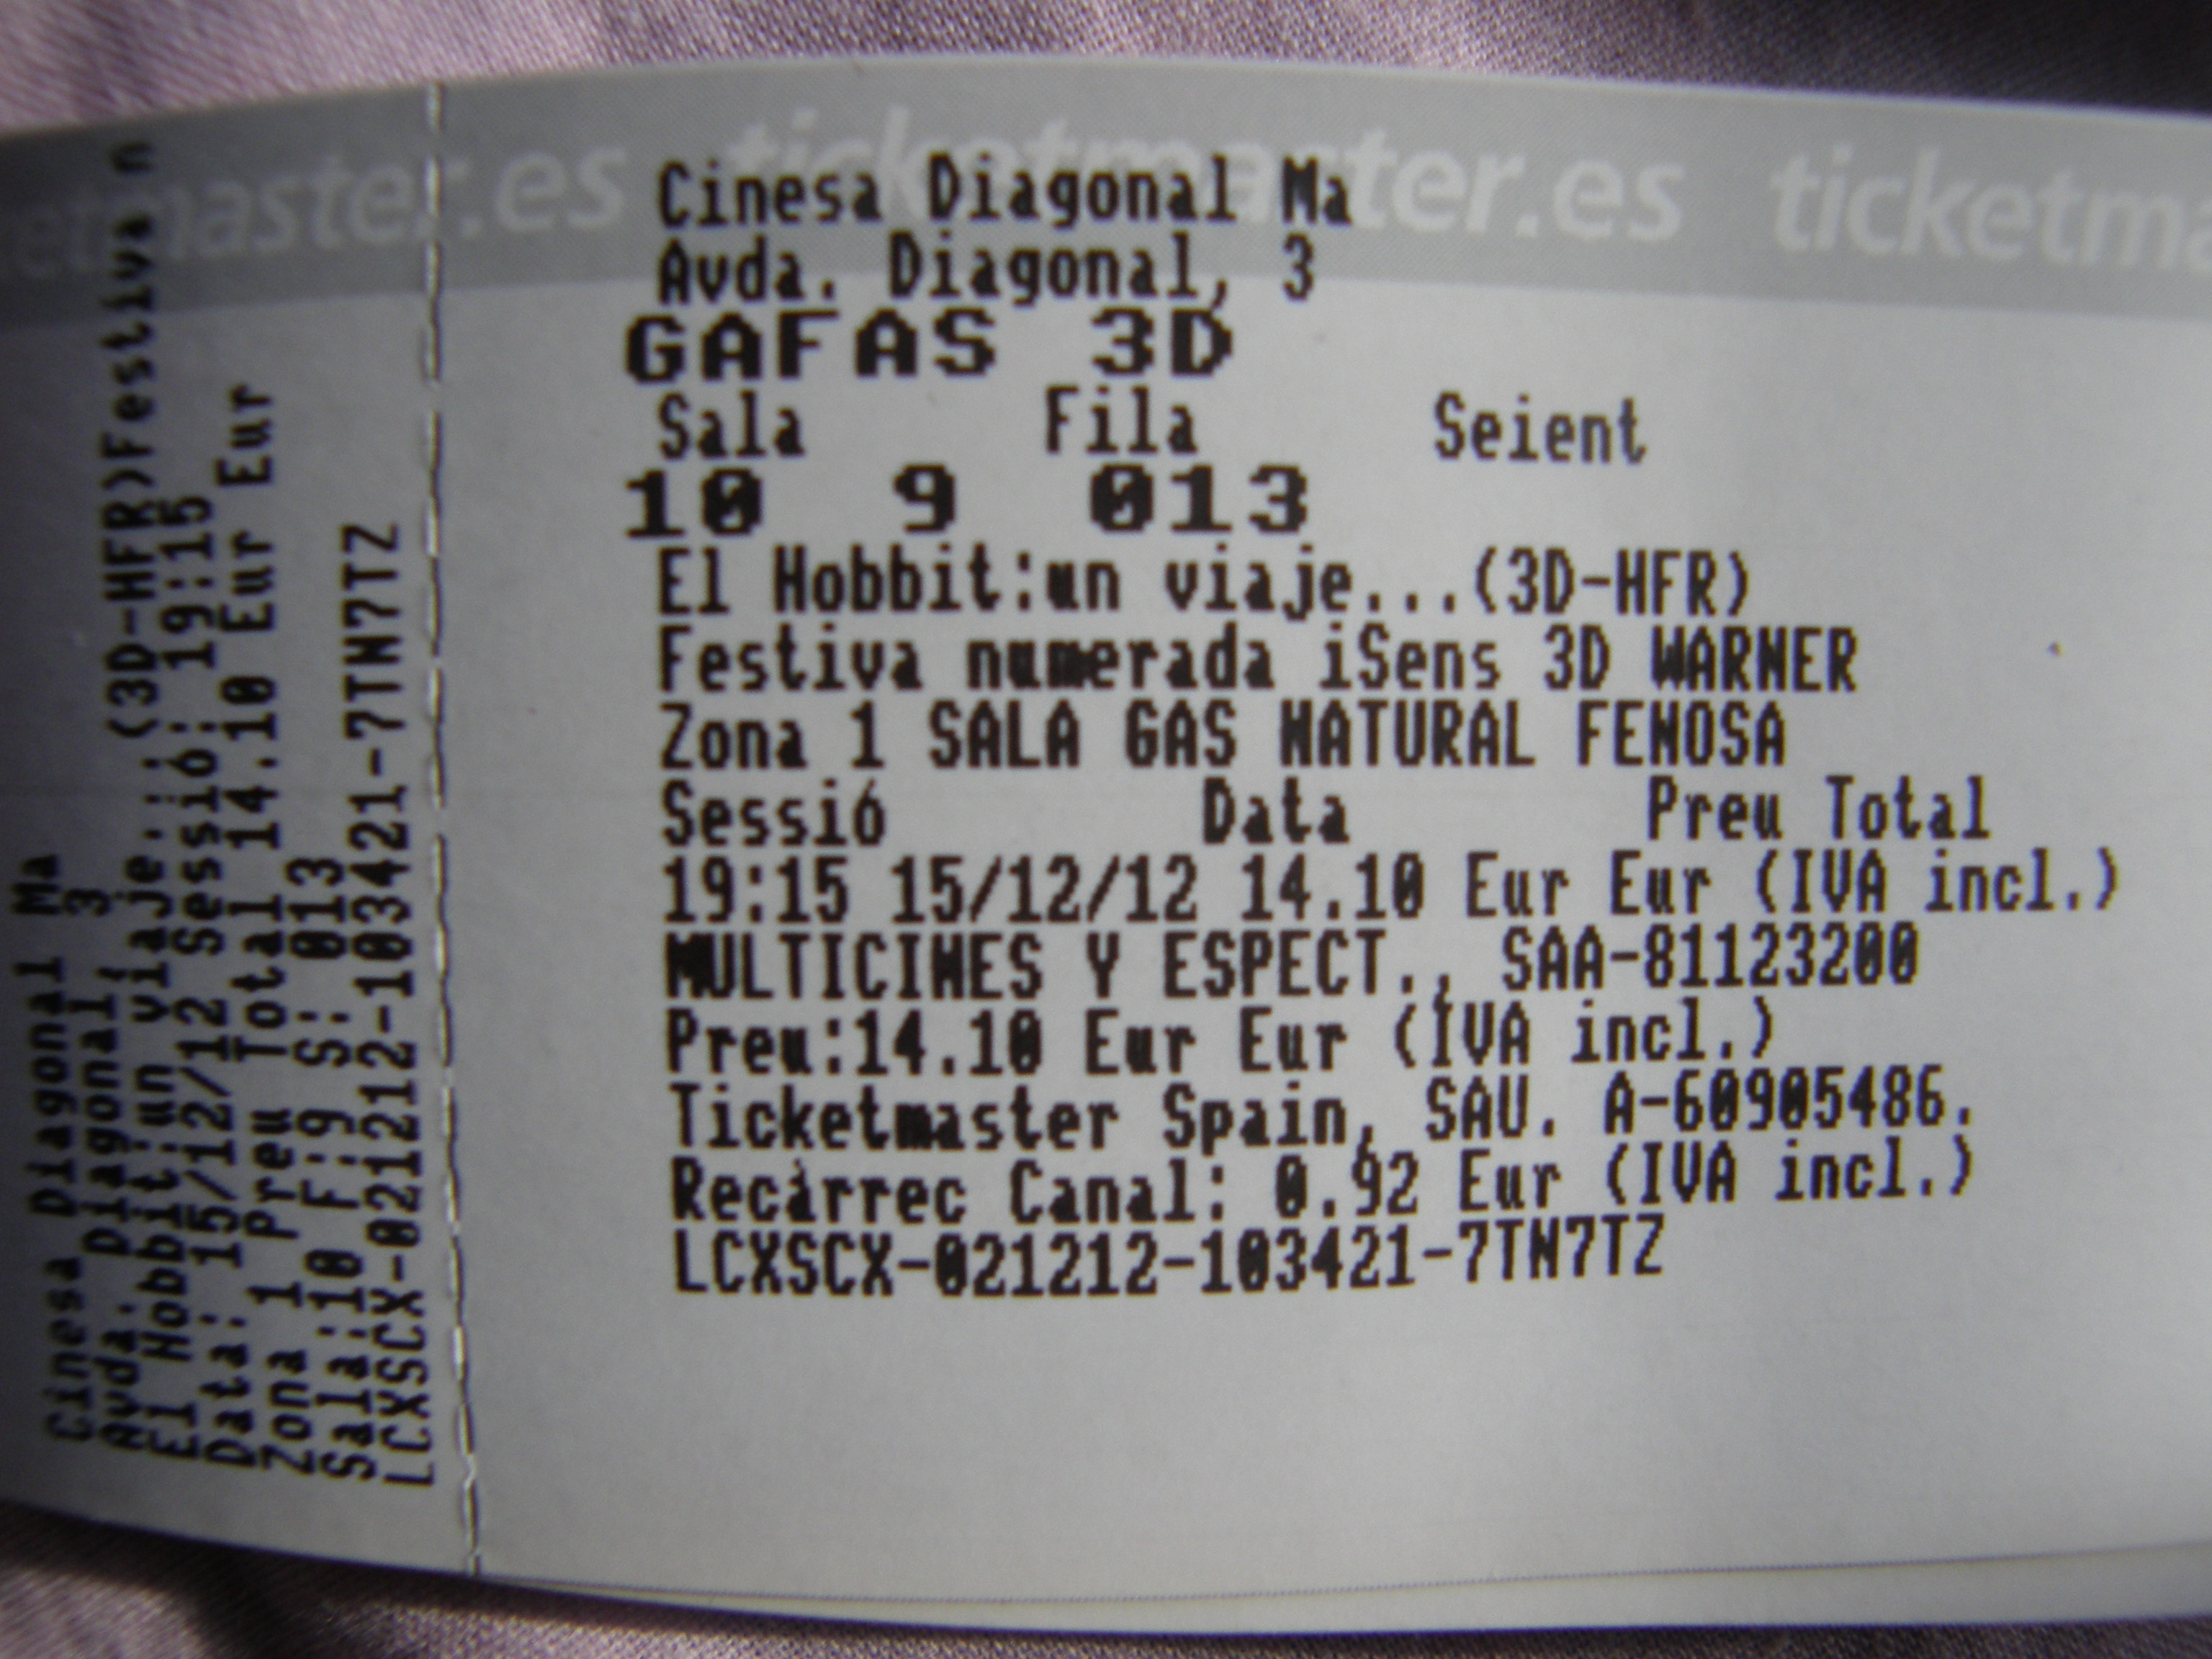 ticketmaster.es ticketmaster.es ticketma
Cinesa Diagonal Ma
Avda. Diagonal, 3
GAFAS 3D
Sala Fila Seient
10 9 013
El Hobbit:un viaje...(3D-HFR)
Festiva numerada iSens 3D WARNER
Zona 1 SALA GAS NATURAL FENOSA
Sessió Data Preu Total
19:15 15/12/12 14.10 Eur Eur (IVA incl.)
MULTICINES Y ESPECT., SAA-81123200
Preu:14.10 Eur Eur (IVA incl.)
Ticketmaster Spain, SAU. A-60905486.
Recàrrec Canal: 0.92 Eur (IVA incl.)
LCXSCX-021212-103421-7TN7TZ
Cinesa Diagonal Ma
Avda. Diagonal, 3
El Hobbit:un viaje...(3D-HFR)Festiva n
Data: 15/12/12 Sessió: 19:15
Zona 1 Preu Total 14.10 Eur Eur
Sala:10 F:9 S: 013
LCXSCX-021212-103421-7TN7TZ